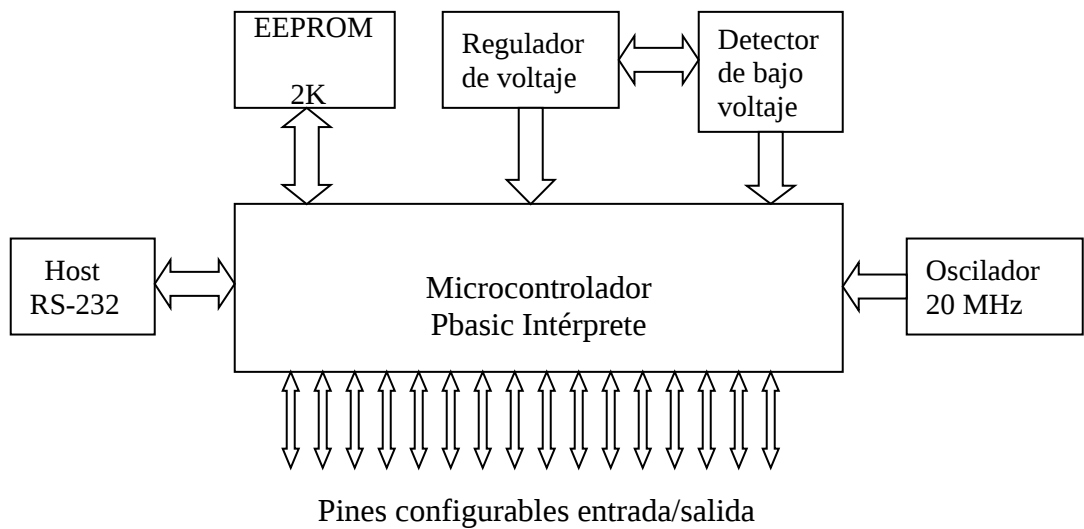 EEPROM
2K
Regulador
de voltaje
Detector
de bajo
voltaje
Host
RS-232
Microcontrolador
Pbasic Intérprete
Oscilador
20 MHz
Pines configurables entrada/salida